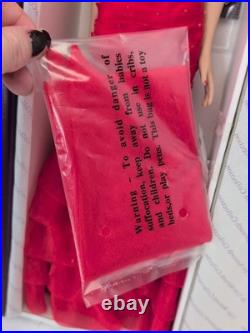 Warning - To avoid danger of
suffocation, keep away from babies
and children. Do not use in cribs,
beds,or play pens. This bag is not a toy